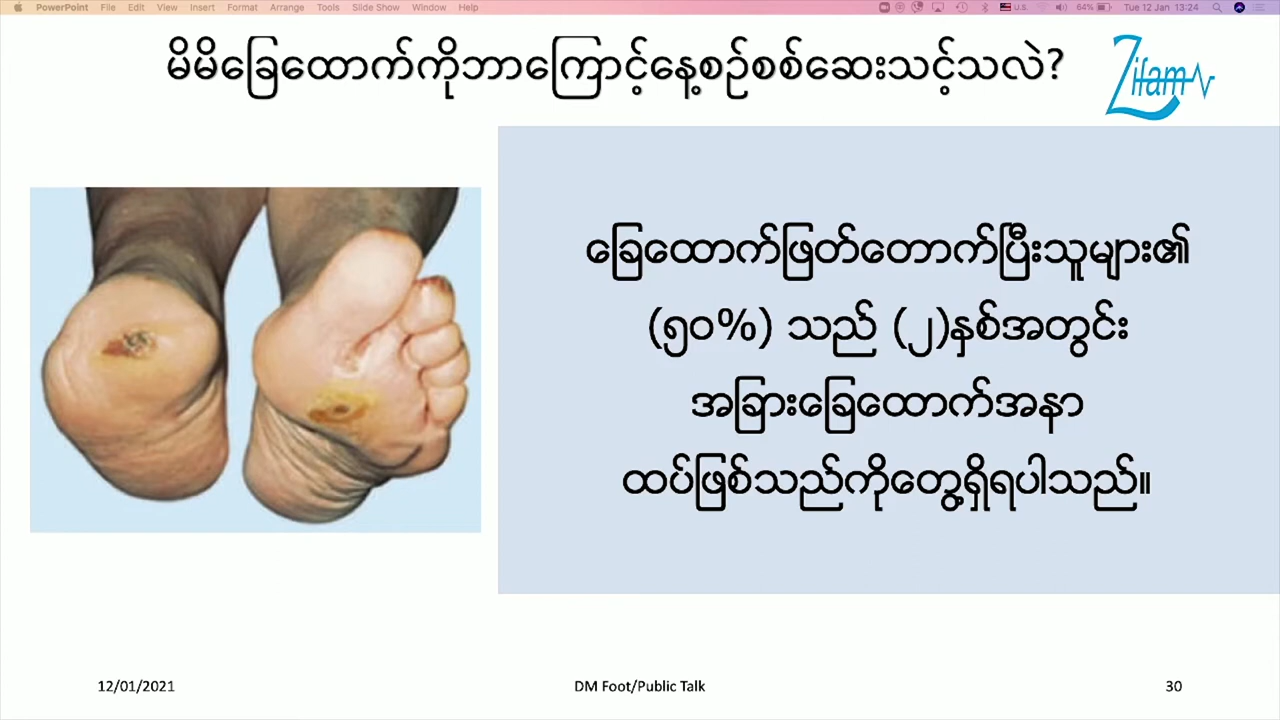 PowerPoint File Edit View Insert Format Arrange Tools Slide Show Window Help U.S. 64% Tue 12 Jan 13:24
မိမိခြေထောက်ကိုဘာကြောင့်နေ့စဉ်စစ်ဆေးသင့်သလဲ?
Zifam
ခြေထောက်ဖြတ်တောက်ပြီးသူများ၏
(၅၀%) သည် (၂)နှစ်အတွင်း
အခြားခြေထောက်အနာ
ထပ်ဖြစ်သည်ကိုတွေ့ရှိရပါသည်။
12/01/2021 DM Foot/Public Talk 30